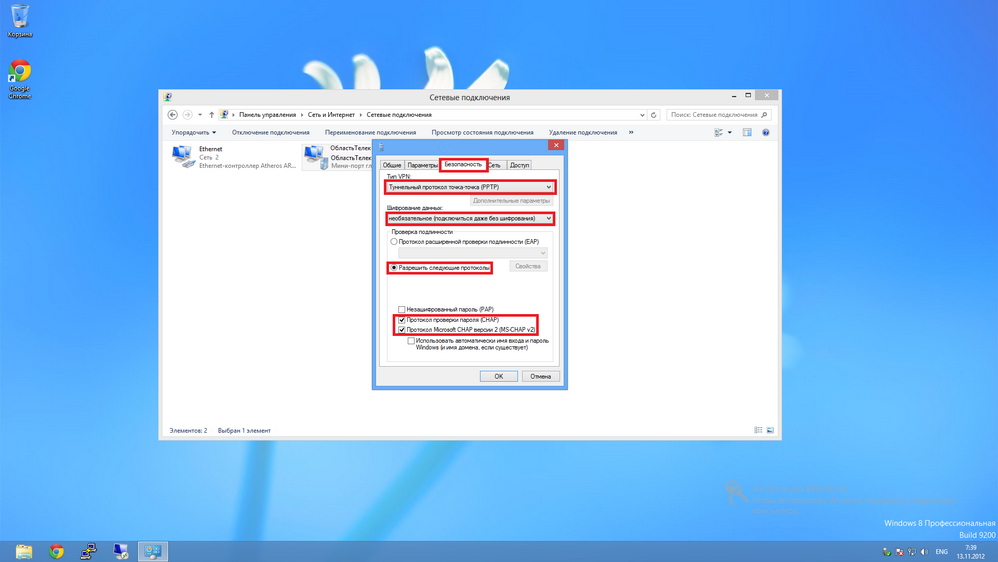 Корзина
Google
Chrome
Сетевые подключения
Панель управления
Сеть и Интернет
Сетевые подключения
Поиск: Сетевые подключения
Упорядочить
Отключение подключения
Переименование подключения
Просмотр состояния подключения
Удаление подключения
»
Ethernet
Сеть 2
Ethernet-контроллер Atheros AR...
ОбластьТелек
ОбластьТелек
Мини-порт гл
Общие
Параметры
Безопасность
Сеть
Доступ
Тип VPN:
Туннельный протокол точка-точка (PPTP)
Дополнительные параметры
Шифрование данных:
необязательное (подключиться даже без шифрования)
Проверка подлинности
Протокол расширенной проверки подлинности (EAP)
Разрешить следующие протоколы
Свойства
Незашифрованный пароль (PAP)
Протокол проверки пароля (CHAP)
Протокол Microsoft CHAP версии 2 (MS-CHAP v2)
Использовать автоматически имя входа и пароль
Windows (и имя домена, если существует)
OK
Отмена
Элементов: 2
Выбран 1 элемент
Windows 8 Профессиональная
Build 9200
ENG
7:39
13.11.2012